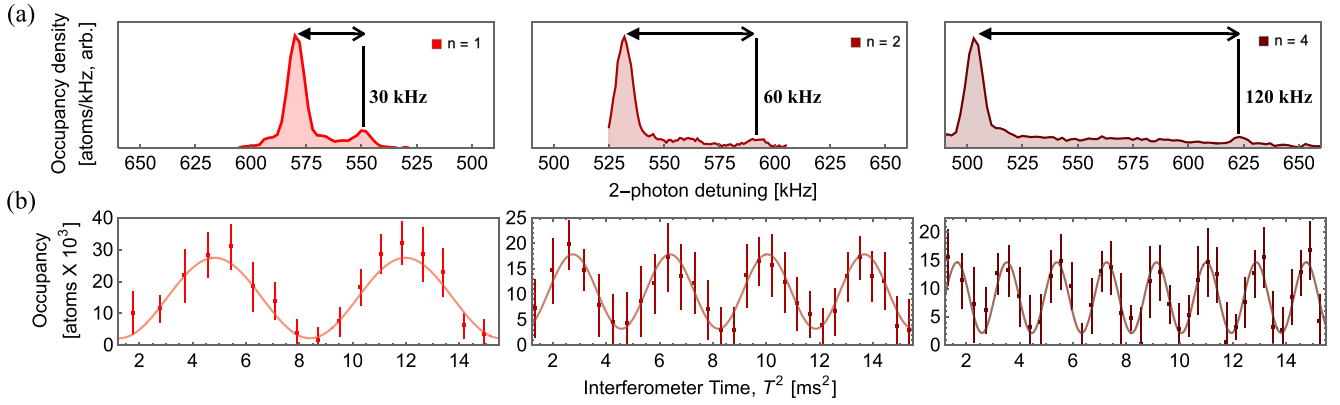 (a)
Occupancy density
[atoms/kHz, arb.]
n = 1
30 kHz
650 625 600 575 550 525 500
n = 2
60 kHz
500 525 550 575 600 625 650
n = 4
120 kHz
500 525 550 575 600 625 650
2−photon detuning [kHz]
(b)
Occupancy
[atoms X 10³]
40
30
20
10
0
2 4 6 8 10 12 14
25
20
15
10
5
0
2 4 6 8 10 12 14
20
15
10
5
0
2 4 6 8 10 12 14
Interferometer Time, T² [ms²]